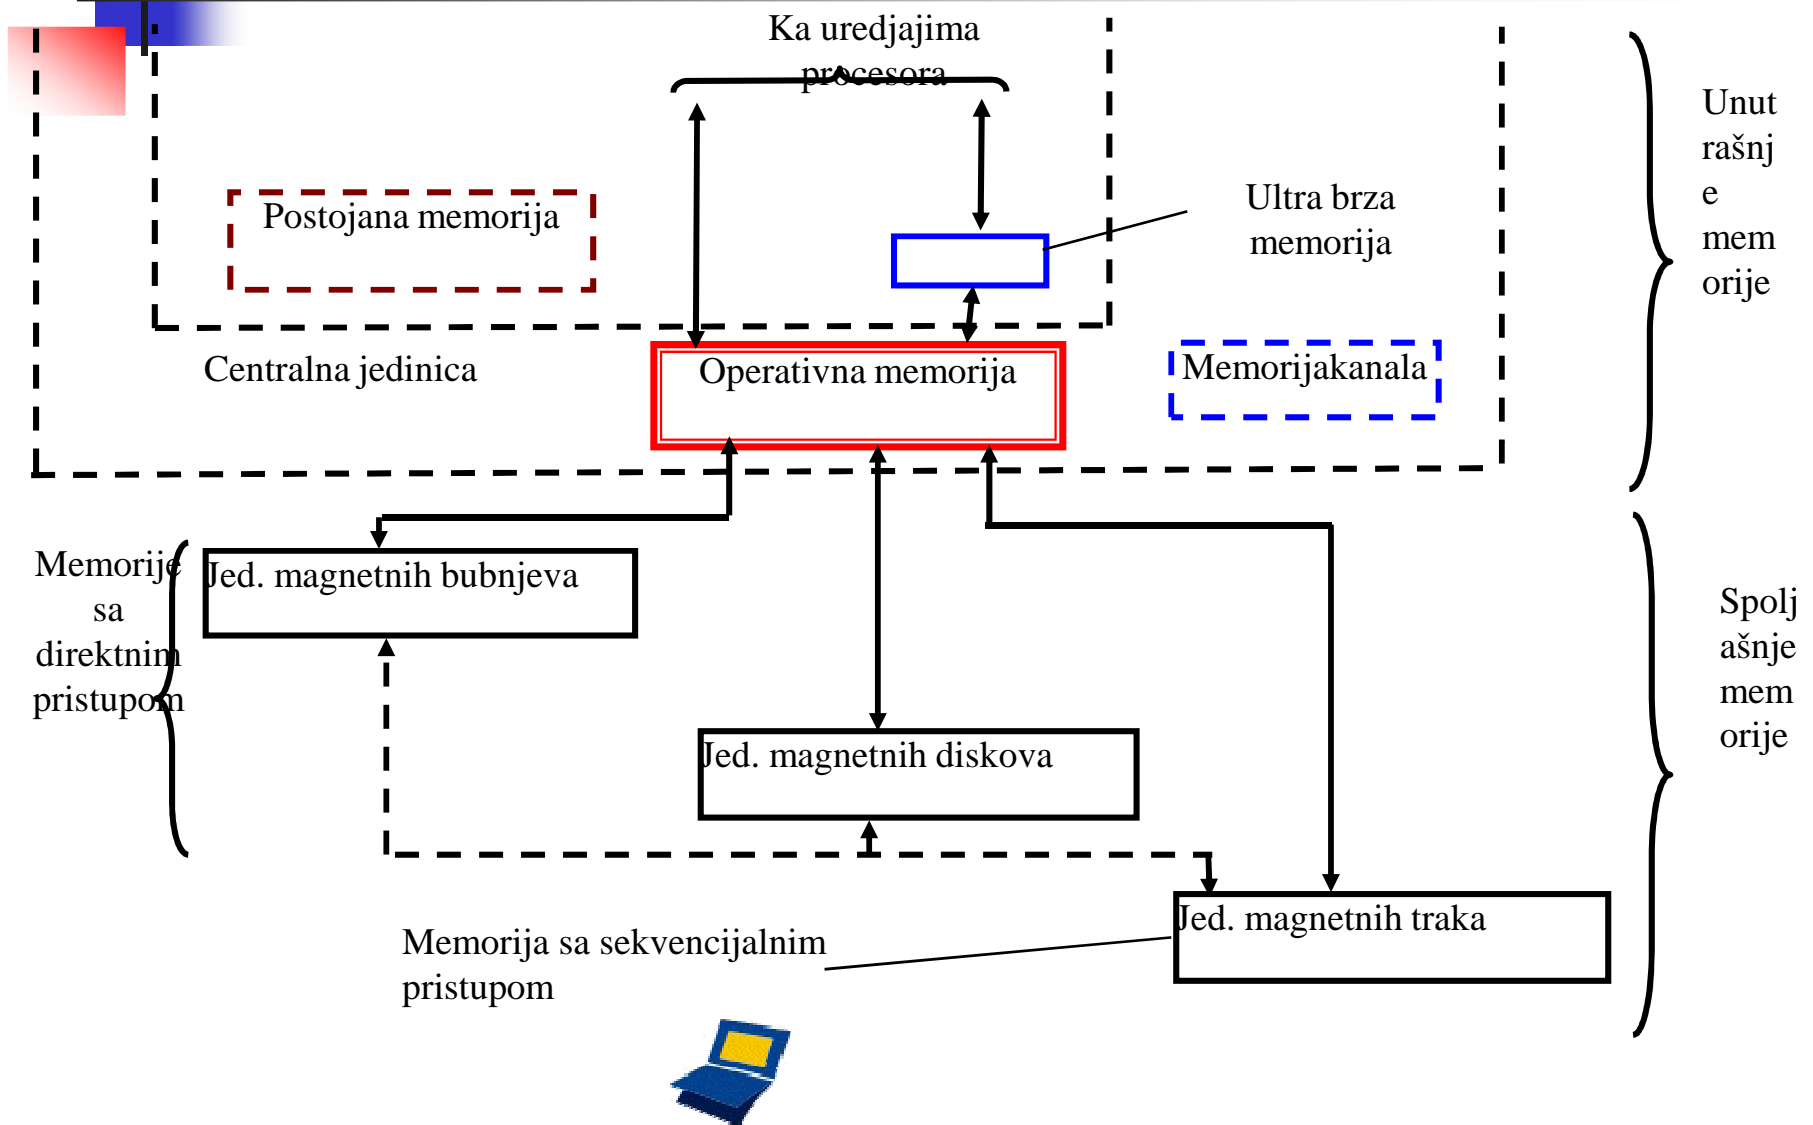 Ka uredjajima
procesora
Unut
rašnj
e
mem
orije
Postojana memorija
Ultra brza
memorija
Centralna jedinica
Operativna memorija
Memorijakanala
Memorije
sa
direktnim
pristupom
Jed. magnetnih bubnjeva
Spolj
ašnje
mem
orije
Jed. magnetnih diskova
Jed. magnetnih traka
Memorija sa sekvencijalnim
pristupom